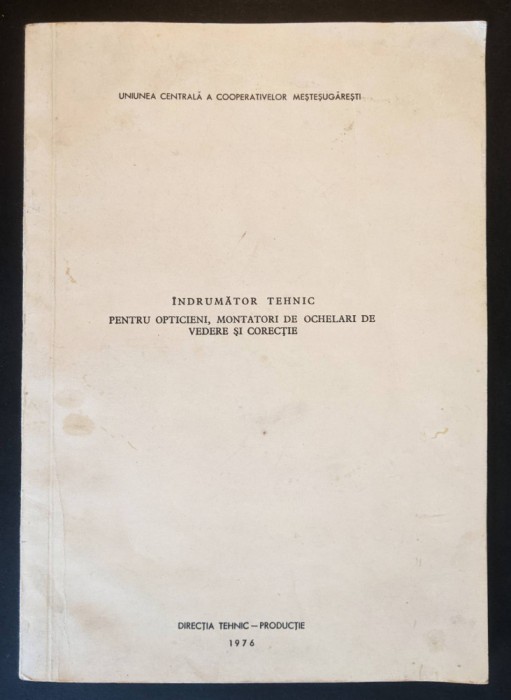 UNIUNEA CENTRALĂ A COOPERATIVELOR MEȘTEȘUGĂREȘTI
ÎNDRUMĂTOR TEHNIC
PENTRU OPTICIENI, MONTATORI DE OCHELARI DE
VEDERE ȘI CORECȚIE
DIRECȚIA TEHNIC — PRODUCȚIE
1976